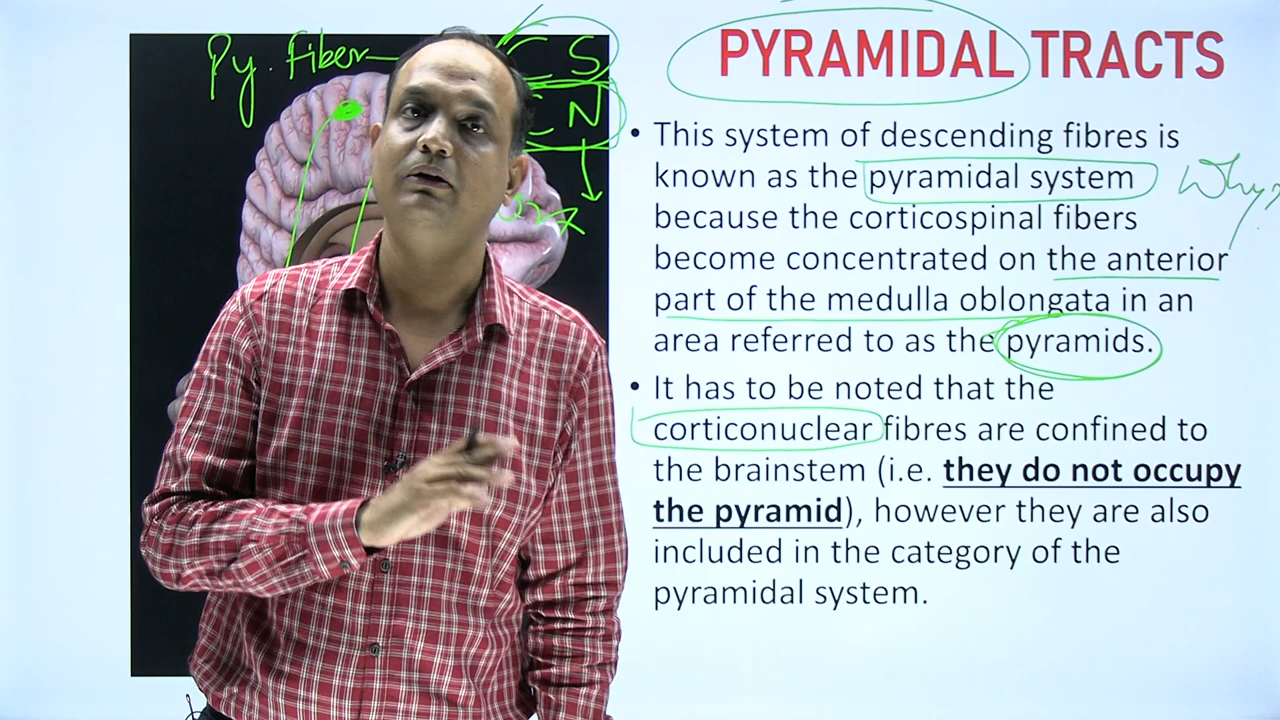 Py. Fiber
C S
C N
PYRAMIDAL TRACTS
• This system of descending fibres is
known as the pyramidal system
Why?
because the corticospinal fibers
become concentrated on the anterior
part of the medulla oblongata in an
area referred to as the pyramids.
• It has to be noted that the
corticonuclear fibres are confined to
the brainstem (i.e. they do not occupy
the pyramid), however they are also
included in the category of the
pyramidal system.